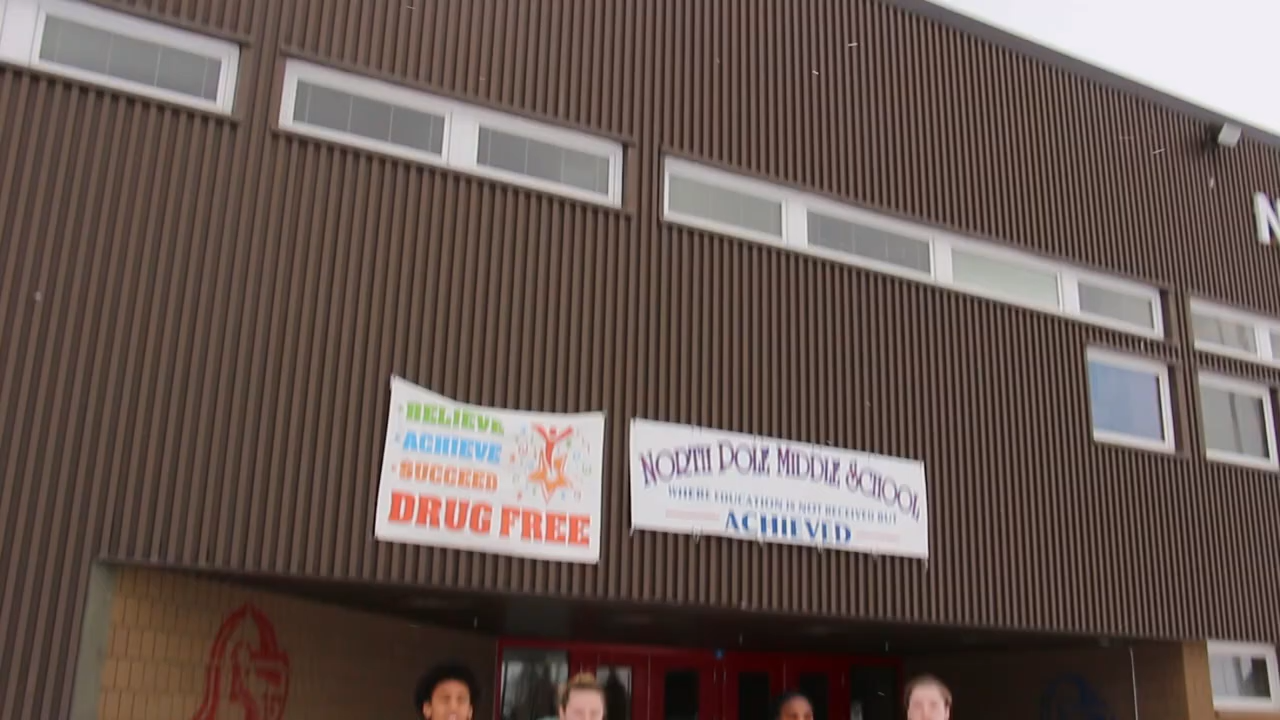 BELIEVE
ACHIEVE
SUCCEED
DRUG FREE
NORTH POLE MIDDLE SCHOOL
WHERE EDUCATION IS NOT RECEIVED BUT
ACHIEVED
N